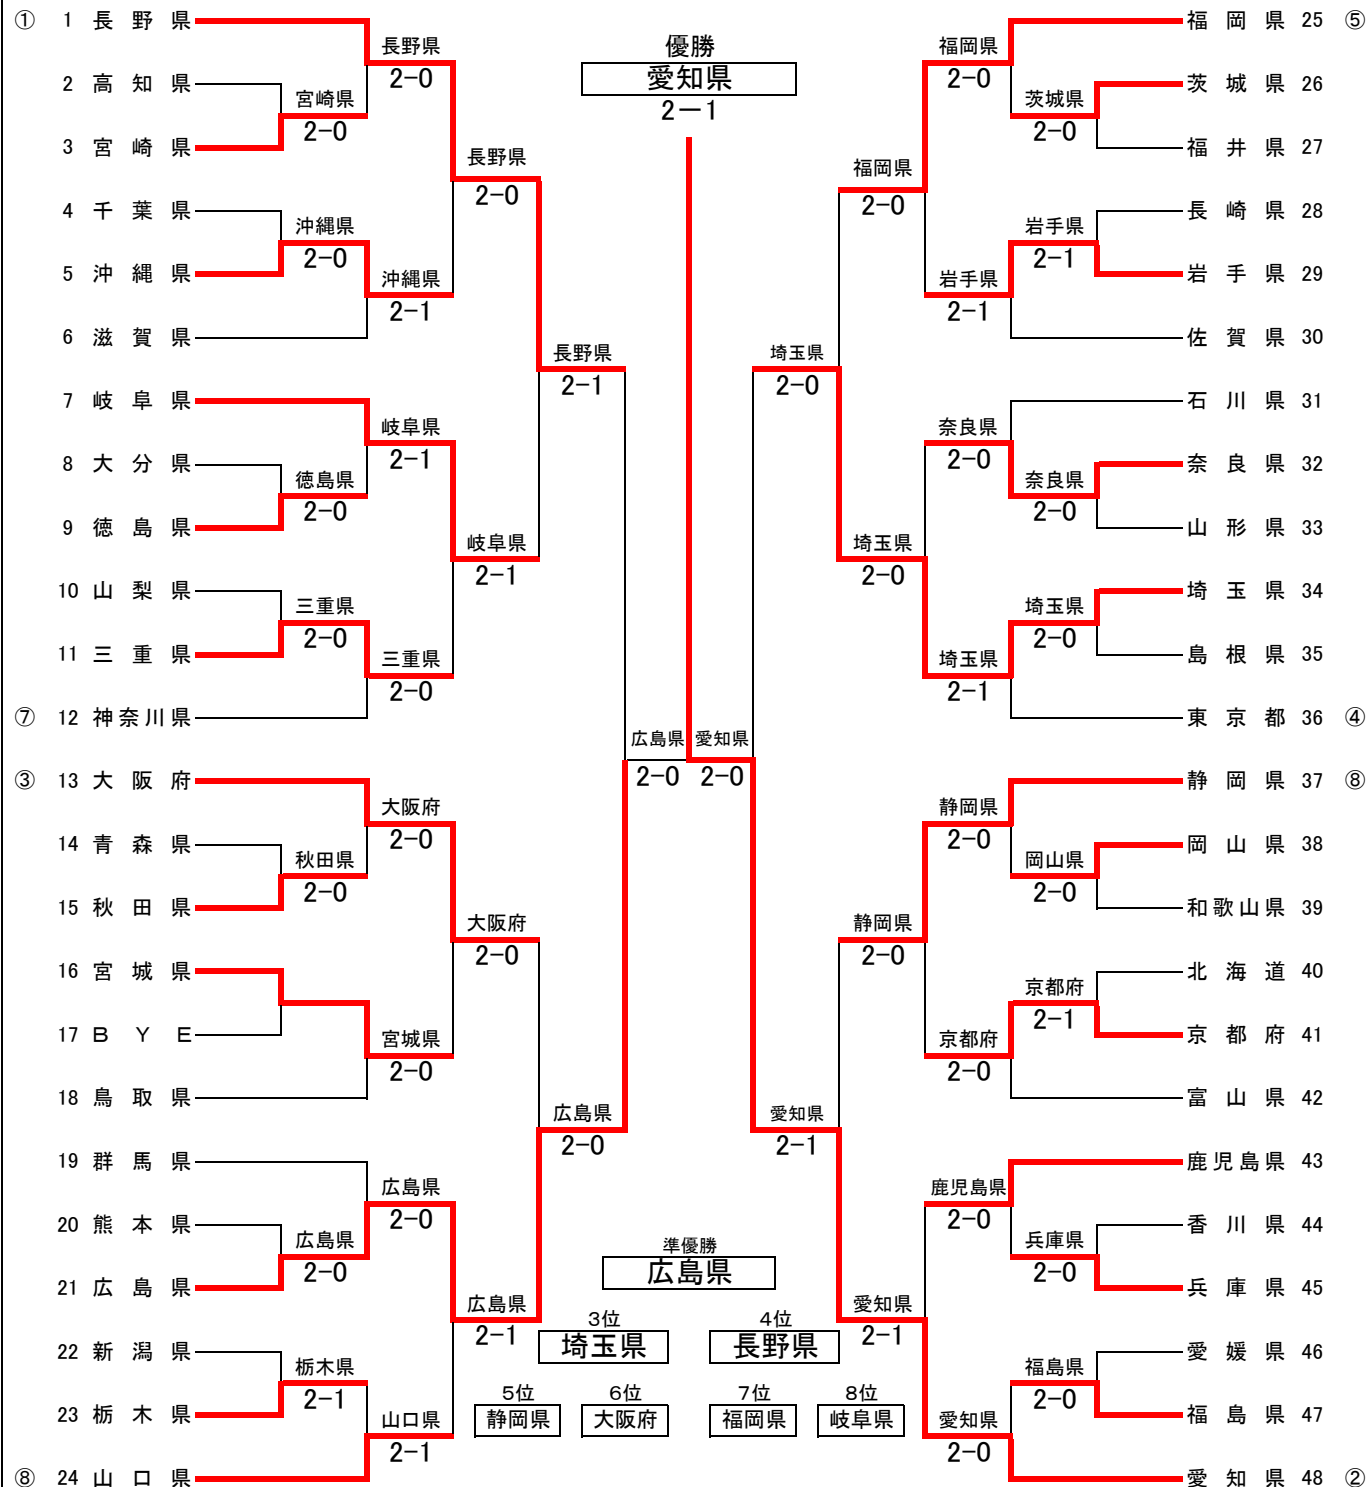 ① 1 長野県
2 高知県
3 宮崎県
4 千葉県
5 沖縄県
6 滋賀県
7 岐阜県
8 大分県
9 徳島県
10 山梨県
11 三重県
⑦ 12 神奈川県
③ 13 大阪府
14 青森県
15 秋田県
16 宮城県
17 BYE
18 鳥取県
19 群馬県
20 熊本県
21 広島県
22 新潟県
23 栃木県
⑧ 24 山口県
宮崎県
2-0
沖縄県
2-0
徳島県
2-0
三重県
2-0
秋田県
2-0
広島県
2-0
栃木県
2-1
長野県
2-0
沖縄県
2-1
岐阜県
2-1
三重県
2-0
大阪府
2-0
宮城県
2-0
広島県
2-0
山口県
2-1
長野県
2-0
岐阜県
2-1
大阪府
2-0
広島県
2-1
長野県
2-1
広島県
2-0
広島県
2-0
優勝
愛知県
2-1
愛知県
2-0
準優勝
広島県
3位
埼玉県
4位
長野県
5位
静岡県
6位
大阪府
7位
福岡県
8位
岐阜県
埼玉県
2-0
愛知県
2-1
福岡県
2-0
埼玉県
2-0
静岡県
2-0
愛知県
2-1
福岡県
2-0
岩手県
2-1
奈良県
2-0
埼玉県
2-1
静岡県
2-0
京都府
2-0
鹿児島県
2-0
愛知県
2-0
茨城県
2-0
岩手県
2-1
奈良県
2-0
埼玉県
2-0
岡山県
2-0
京都府
2-1
兵庫県
2-0
福島県
2-0
福岡県 25 ⑤
茨城県 26
福井県 27
長崎県 28
岩手県 29
佐賀県 30
石川県 31
奈良県 32
山形県 33
埼玉県 34
島根県 35
東京都 36 ④
静岡県 37 ⑧
岡山県 38
和歌山県 39
北海道 40
京都府 41
富山県 42
鹿児島県 43
香川県 44
兵庫県 45
愛媛県 46
福島県 47
愛知県 48 ②